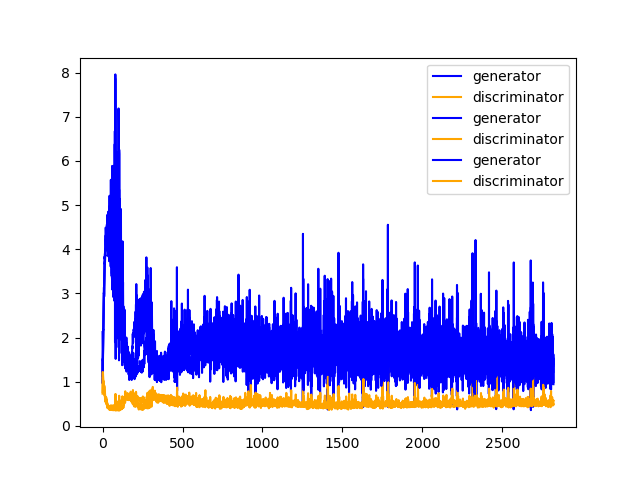 8
7
6
5
4
3
2
1
0
0 500 1000 1500 2000 2500
generator
discriminator
generator
discriminator
generator
discriminator